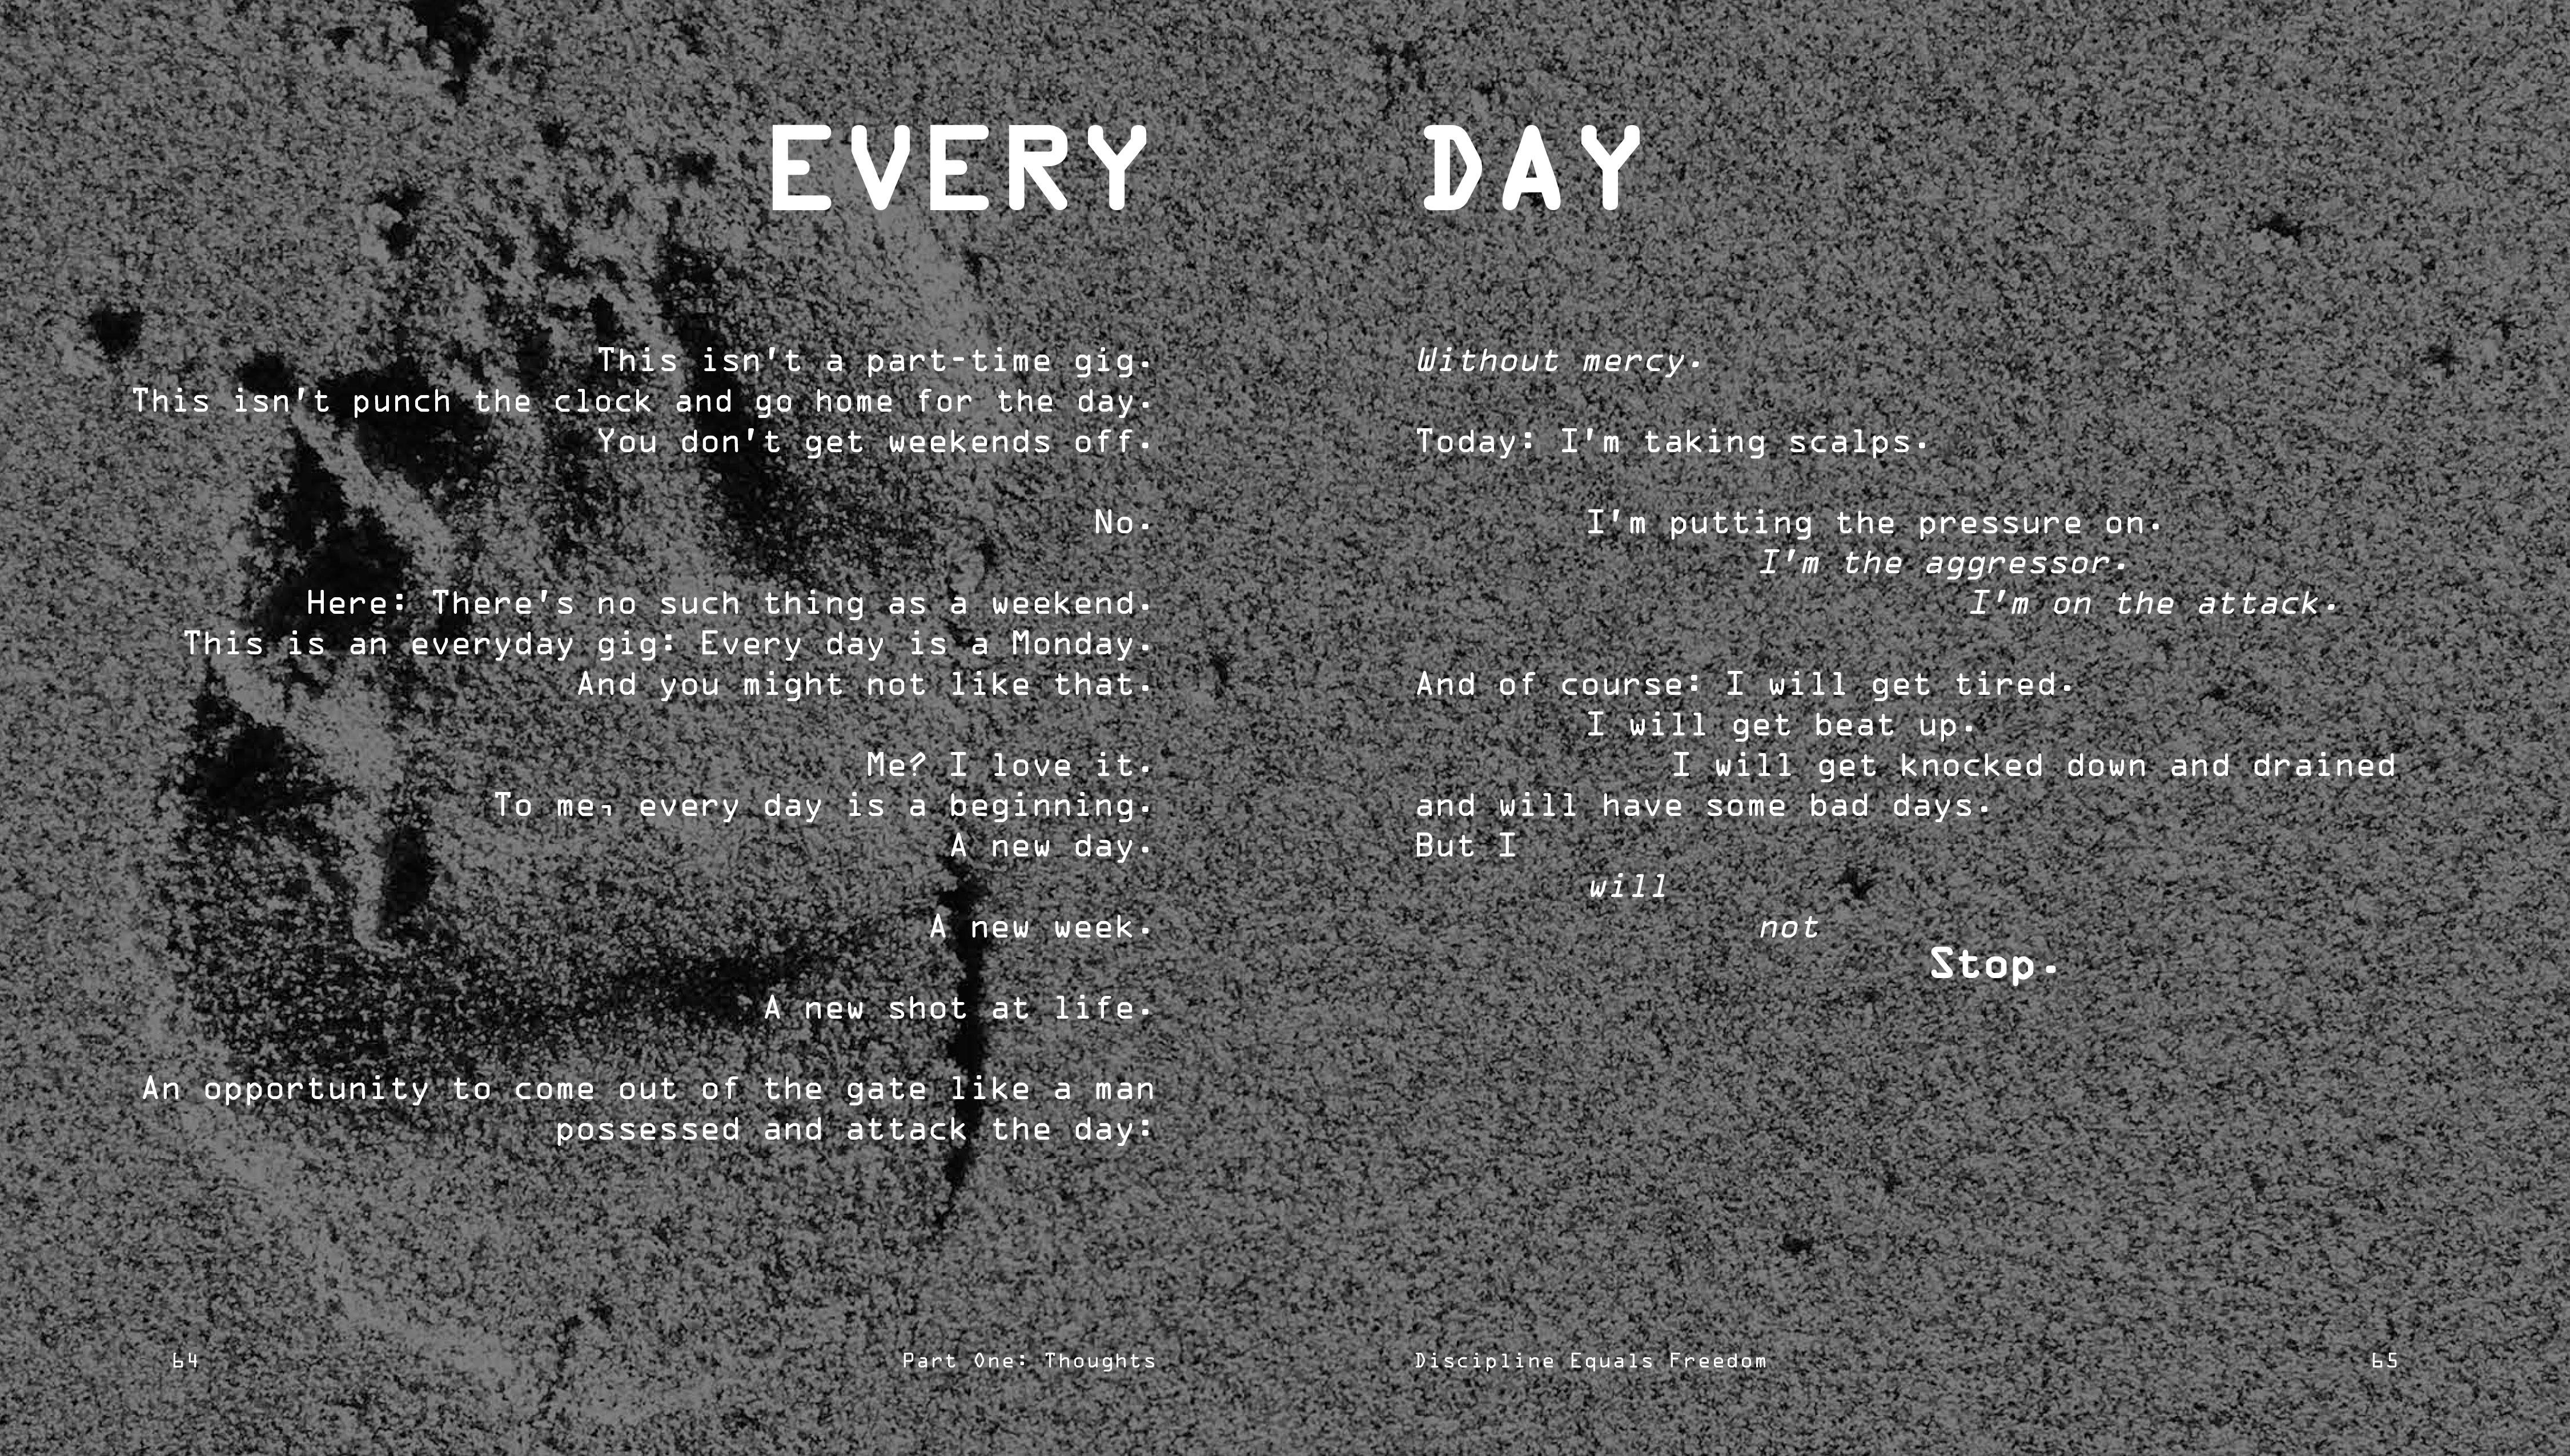 EVERY DAY
This isn't a part-time gig.
This isn't punch the clock and go home for the day.
You don't get weekends off.
No.
Here: There's no such thing as a weekend.
This is an everyday gig: Every day is a Monday.
And you might not like that.
Me? I love it.
To me, every day is a beginning.
A new day.
A new week.
A new shot at life.
An opportunity to come out of the gate like a man
possessed and attack the day:
64
Part One: Thoughts
Without mercy.
Today: I'm taking scalps.
I'm putting the pressure on.
I'm the aggressor.
I'm on the attack.
And of course: I will get tired.
I will get beat up.
I will get knocked down and drained
and will have some bad days.
But I
will
not
Stop.
Discipline Equals Freedom
65